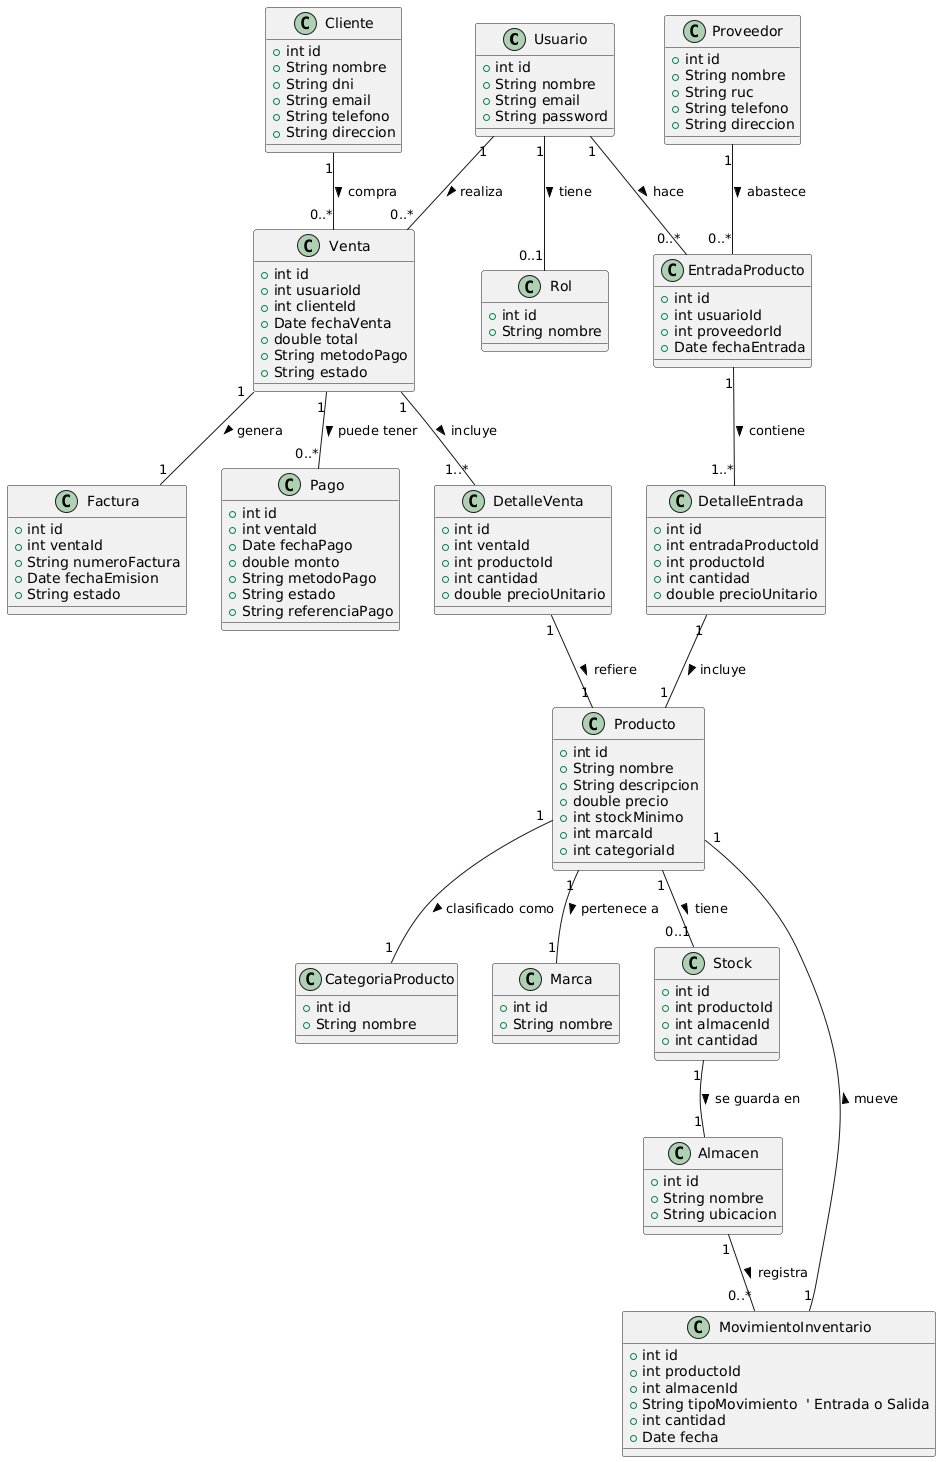 C Cliente
int id
String nombre
String dni
String email
String telefono
String direccion
C Usuario
int id
String nombre
String email
String password
C Proveedor
int id
String nombre
String ruc
String telefono
String direccion
1
compra
0..*
1
realiza
0..*
1
tiene
0..1
1
hace
0..*
1
abastece
0..*
C Venta
int id
int usuarioId
int clienteId
Date fechaVenta
double total
String metodoPago
String estado
C Rol
int id
String nombre
C EntradaProducto
int id
int usuarioId
int proveedorId
Date fechaEntrada
1
genera
1
1
puede tener
0..*
1
incluye
1..*
1
contiene
1..*
C Factura
int id
int ventaId
String numeroFactura
Date fechaEmision
String estado
C Pago
int id
int ventaId
Date fechaPago
double monto
String metodoPago
String estado
String referenciaPago
C DetalleVenta
int id
int ventaId
int productoId
int cantidad
double precioUnitario
C DetalleEntrada
int id
int entradaProductoId
int productoId
int cantidad
double precioUnitario
1
refiere
1
1
incluye
1
C Producto
int id
String nombre
String descripcion
double precio
int stockMinimo
int marcaId
int categoriaId
1
clasificado como
1
1
pertenece a
1
1
tiene
0..1
1
mueve
1
C CategoriaProducto
int id
String nombre
C Marca
int id
String nombre
C Stock
int id
int productoId
int almacenId
int cantidad
1
se guarda en
1
C Almacen
int id
String nombre
String ubicacion
1
registra
0..*
C MovimientoInventario
int id
int productoId
int almacenId
String tipoMovimiento ' Entrada o Salida
int cantidad
Date fecha